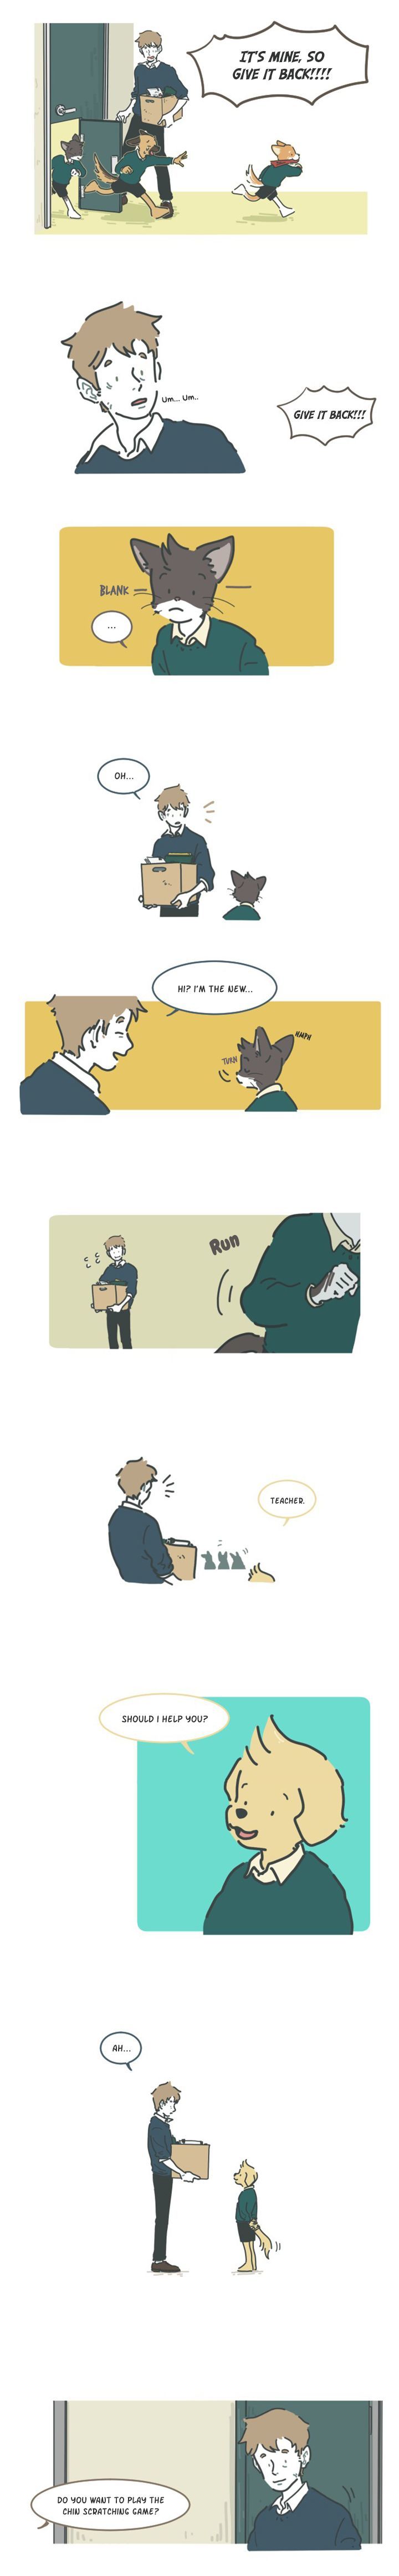 IT'S MINE, SO
GIVE IT BACK!!!!
Um... Um..
GIVE IT BACK!!!
BLANK
...
OH...
HI? I'M THE NEW...
TURN
HMPH
Run
TEACHER.
SHOULD I HELP YOU?
AH...
DO YOU WANT TO PLAY THE
CHIN SCRATCHING GAME?